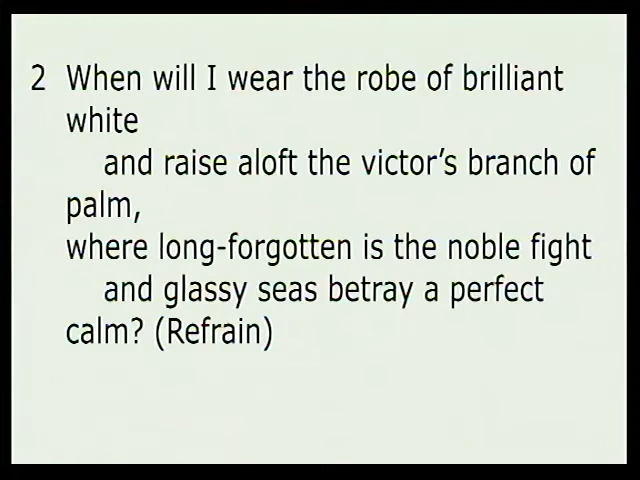 2 When will I wear the robe of brilliant
white
and raise aloft the victor's branch of
palm,
where long-forgotten is the noble fight
and glassy seas betray a perfect
calm? (Refrain)